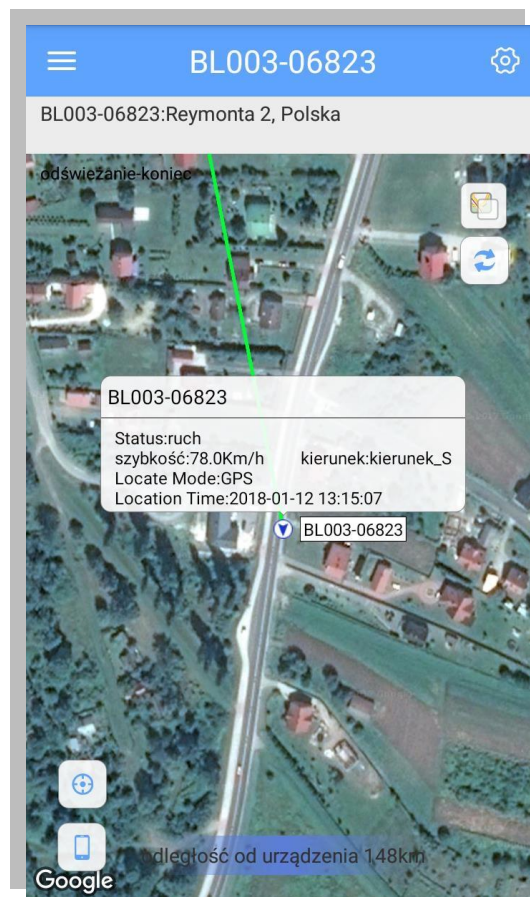 BL003-06823
BL003-06823:Reymonta 2, Polska
odświeżanie-koniec
BL003-06823
Status:ruch
szybkość:78.0Km/h kierunek:kierunek_S
Locate Mode:GPS
Location Time:2018-01-12 13:15:07
BL003-06823
odległość od urządzenia 148km
Google